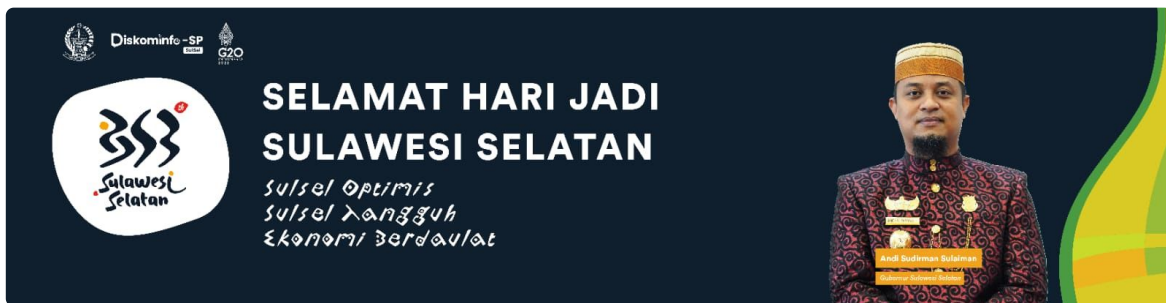 Diskominfo-SP
SulSel
G20
353 th
Sulawesi
Selatan
SELAMAT HARI JADI
SULAWESI SELATAN
Sulsel Optimis
Sulsel Tangguh
Ekonomi Berdaulat
Andi Sudirman Sulaiman
Gubernur Sulawesi Selatan